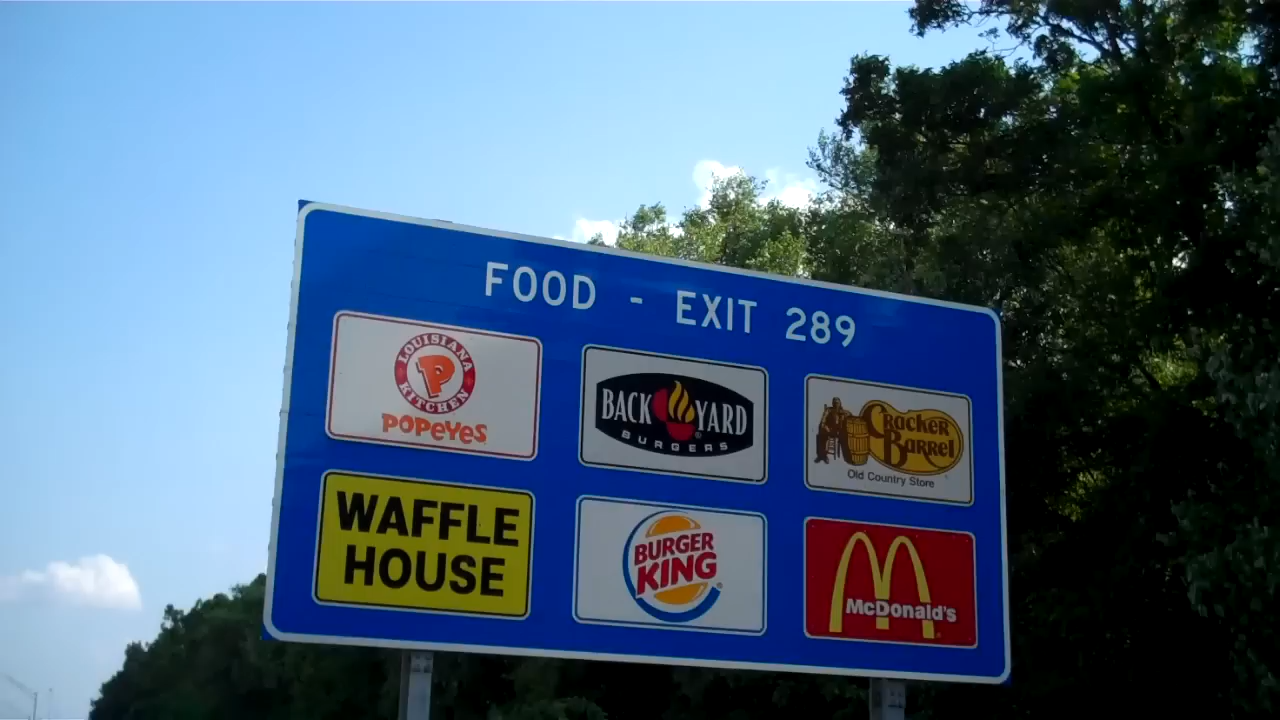 FOOD - EXIT 289
LOUISIANA
P
KITCHEN
POPEYES
BACK YARD
BURGERS
Cracker
Barrel
Old Country Store
WAFFLE
HOUSE
BURGER
KING
McDonald's